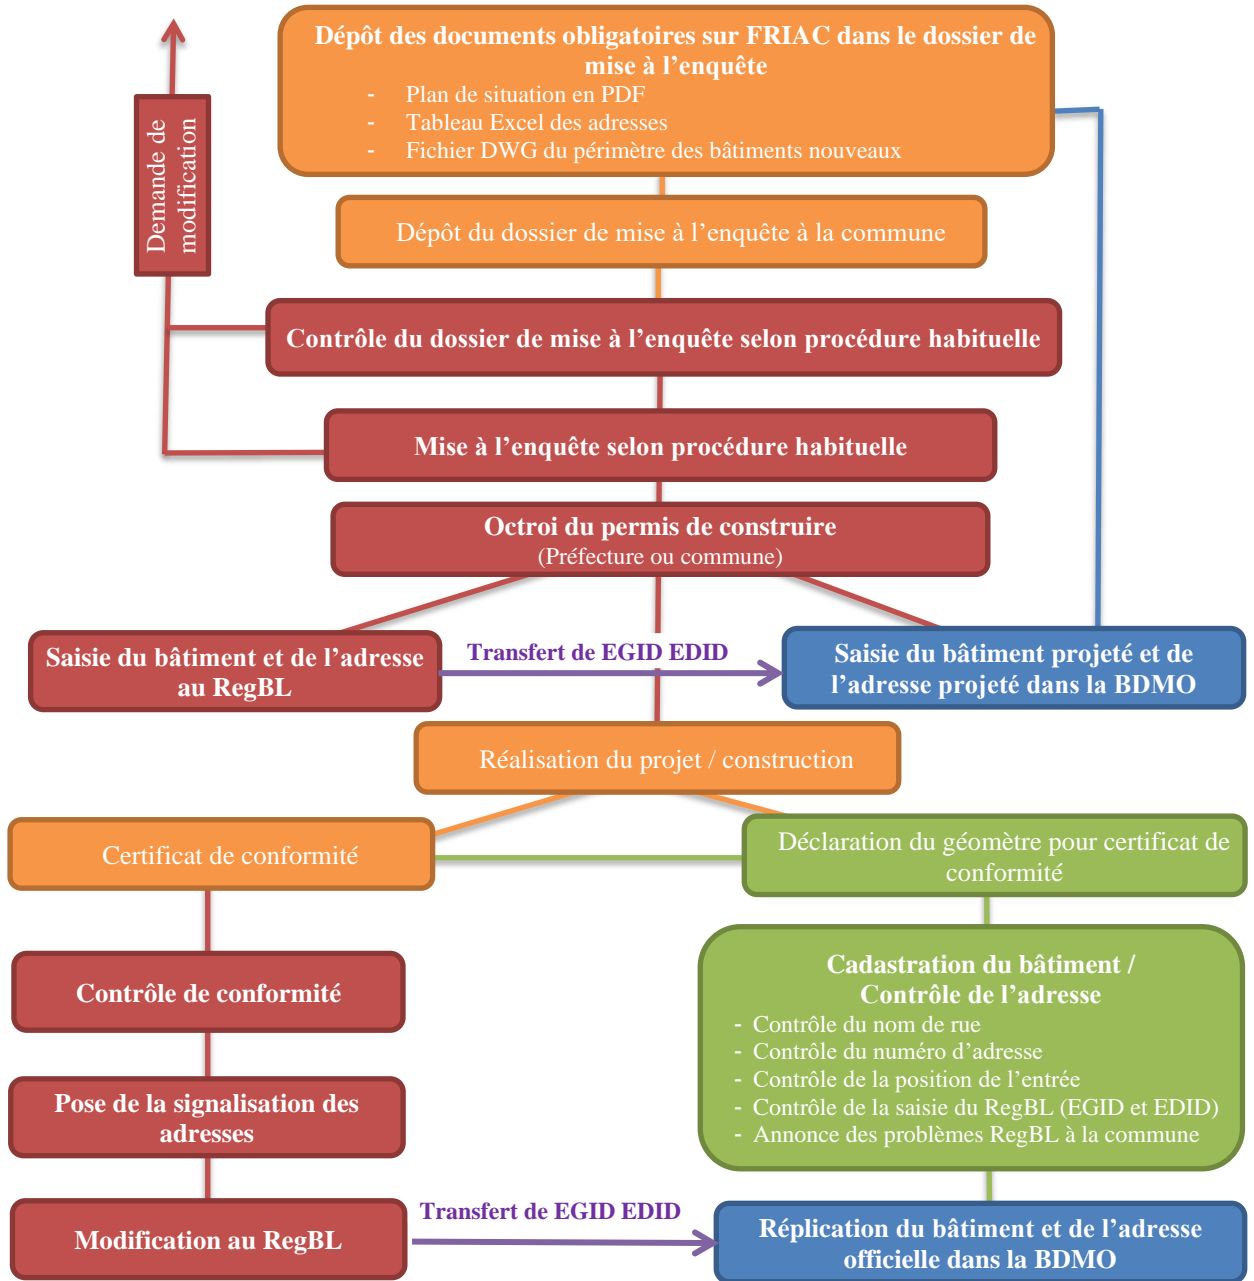 Dépôt des documents obligatoires sur FRIAC dans le dossier de
mise à l’enquête
- Plan de situation en PDF
- Tableau Excel des adresses
- Fichier DWG du périmètre des bâtiments nouveaux
Demande de
modification
Dépôt du dossier de mise à l’enquête à la commune
Contrôle du dossier de mise à l’enquête selon procédure habituelle
Mise à l’enquête selon procédure habituelle
Octroi du permis de construire
(Préfecture ou commune)
Saisie du bâtiment et de l’adresse
au RegBL
Transfert de EGID EDID
Saisie du bâtiment projeté et de
l’adresse projeté dans la BDMO
Réalisation du projet / construction
Certificat de conformité
Déclaration du géomètre pour certificat de
conformité
Contrôle de conformité
Cadastration du bâtiment /
Contrôle de l’adresse
- Contrôle du nom de rue
- Contrôle du numéro d’adresse
- Contrôle de la position de l’entrée
- Contrôle de la saisie du RegBL (EGID et EDID)
- Annonce des problèmes RegBL à la commune
Pose de la signalisation des
adresses
Modification au RegBL
Transfert de EGID EDID
Réplication du bâtiment et de l’adresse
officielle dans la BDMO